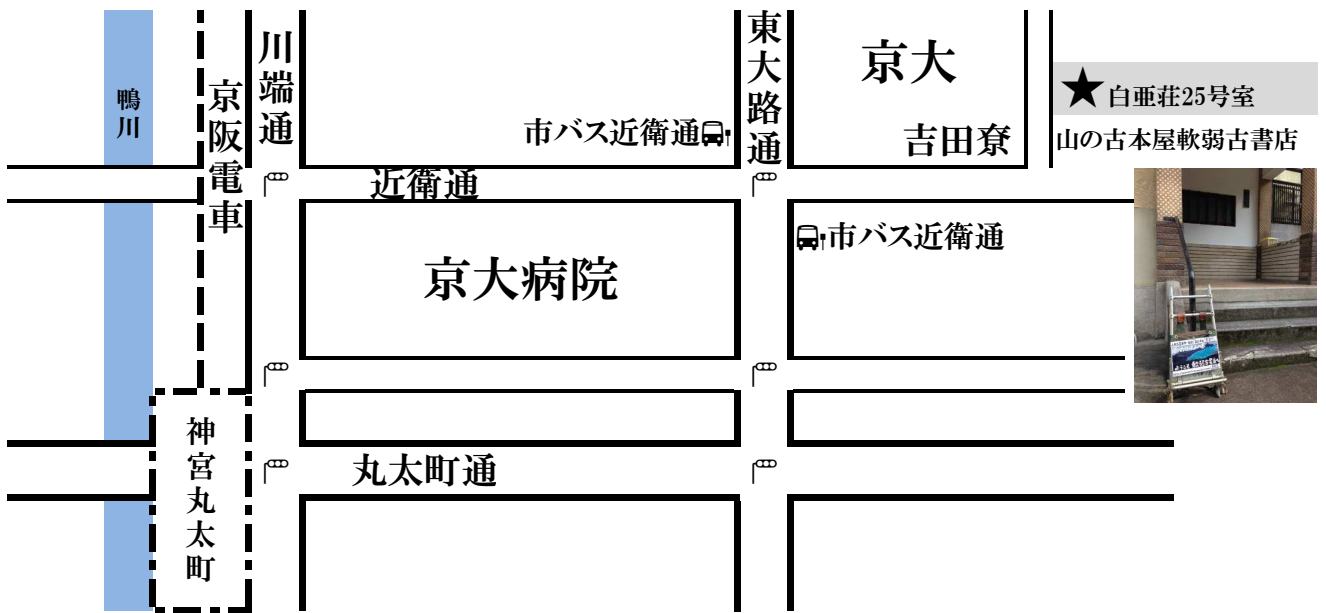 鴨川
京阪電車
川端通
東大路通
京大
吉田寮
★白亜荘25号室
山の古本屋軟弱古書店
市バス近衛通
近衛通
市バス近衛通
京大病院
丸太町通
神宮丸太町